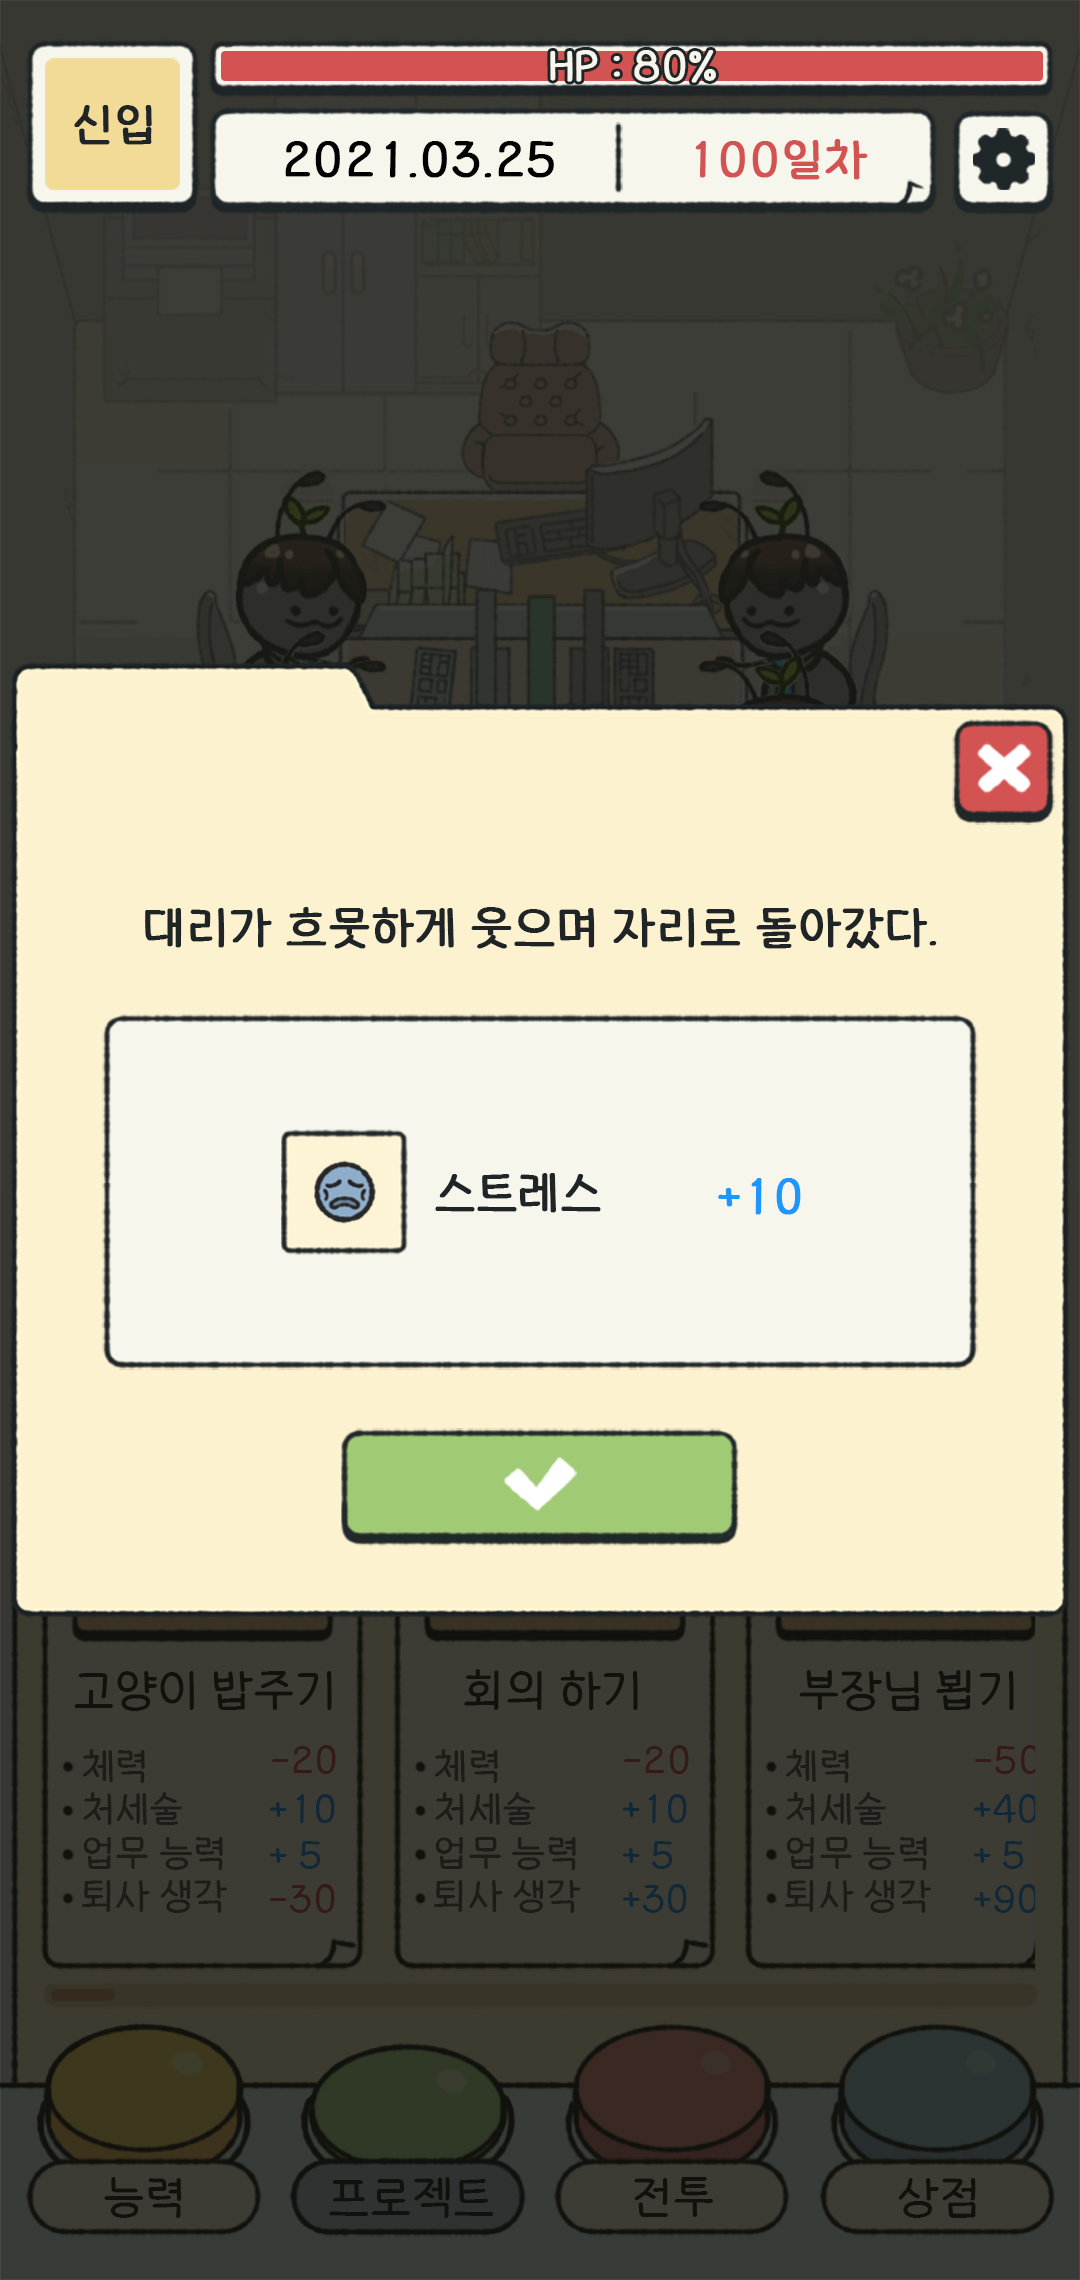 신입
HP : 80%
2021.03.25
100일차
대리가 흐뭇하게 웃으며 자리로 돌아갔다.
스트레스 +10
고양이 밥주기
• 체력 -20
• 처세술 +10
• 업무 능력 + 5
• 퇴사 생각 -30
회의 하기
• 체력 -20
• 처세술 +10
• 업무 능력 + 5
• 퇴사 생각 +30
부장님 뵙기
• 체력 -50
• 처세술 +40
• 업무 능력 + 5
• 퇴사 생각 +90
능력
프로젝트
전투
상점